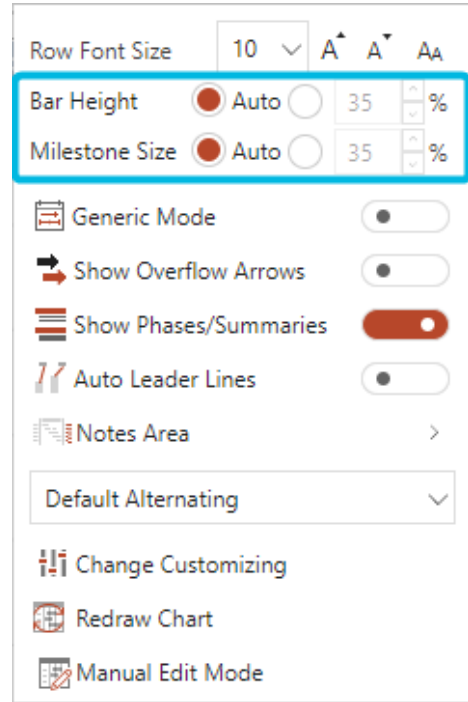 Row Font Size 10 A A AA
Bar Height Auto 35 %
Milestone Size Auto 35 %
Generic Mode
Show Overflow Arrows
Show Phases/Summaries
Auto Leader Lines
Notes Area
Default Alternating
Change Customizing
Redraw Chart
Manual Edit Mode